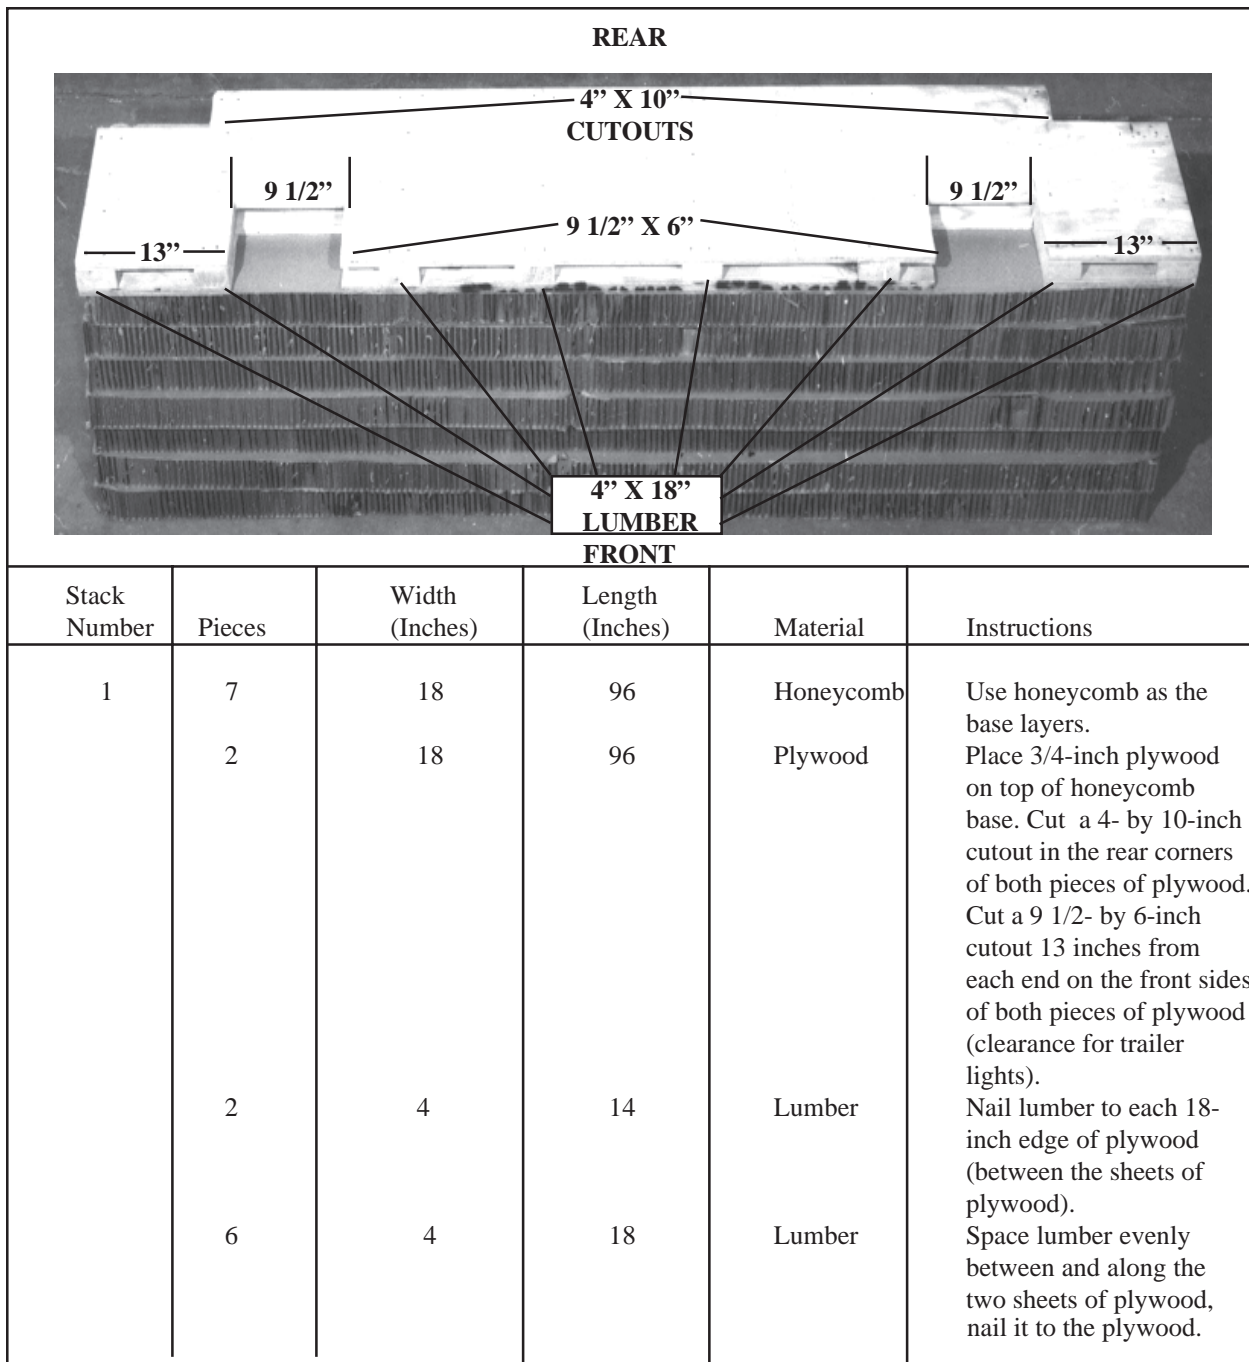 REAR
4” X 10”
CUTOUTS
9 1/2”
9 1/2”
9 1/2” X 6”
13”
13”
4” X 18”
LUMBER
FRONT
Stack Number
Pieces
Width (Inches)
Length (Inches)
Material
Instructions
1 7 18 96 Honeycomb Use honeycomb as the
base layers.
2 18 96 Plywood Place 3/4-inch plywood
on top of honeycomb
base. Cut a 4- by 10-inch
cutout in the rear corners
of both pieces of plywood.
Cut a 9 1/2- by 6-inch
cutout 13 inches from
each end on the front sides
of both pieces of plywood
(clearance for trailer
lights).
2 4 14 Lumber Nail lumber to each 18-
inch edge of plywood
(between the sheets of
plywood).
6 4 18 Lumber Space lumber evenly
between and along the
two sheets of plywood,
nail it to the plywood.